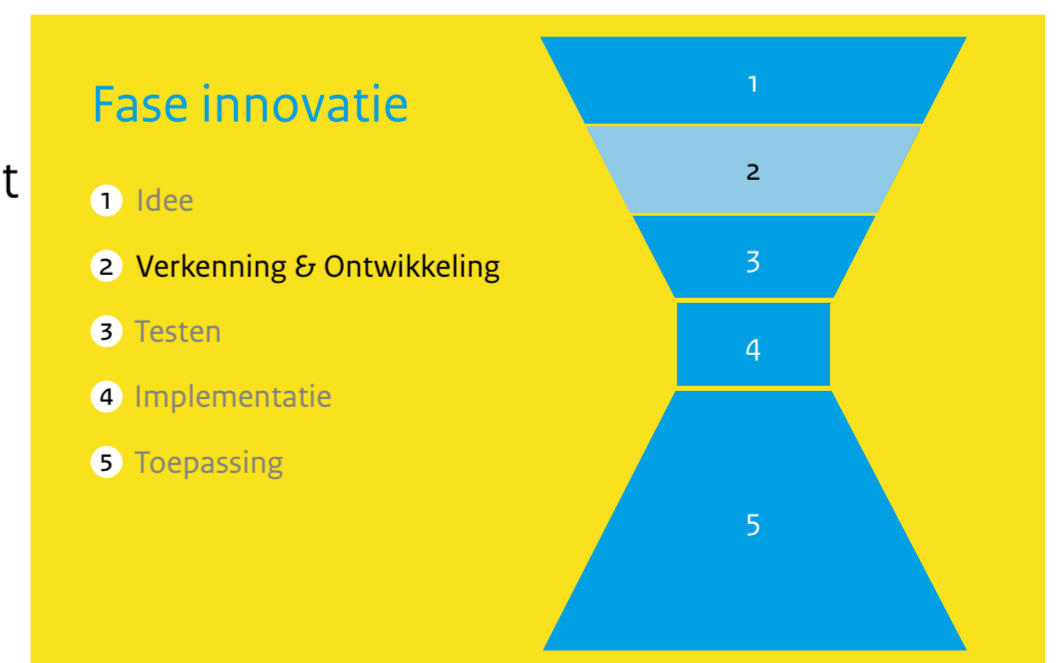 t
Fase innovatie
1 Idee
2 Verkenning & Ontwikkeling
3 Testen
4 Implementatie
5 Toepassing
1
2
3
4
5